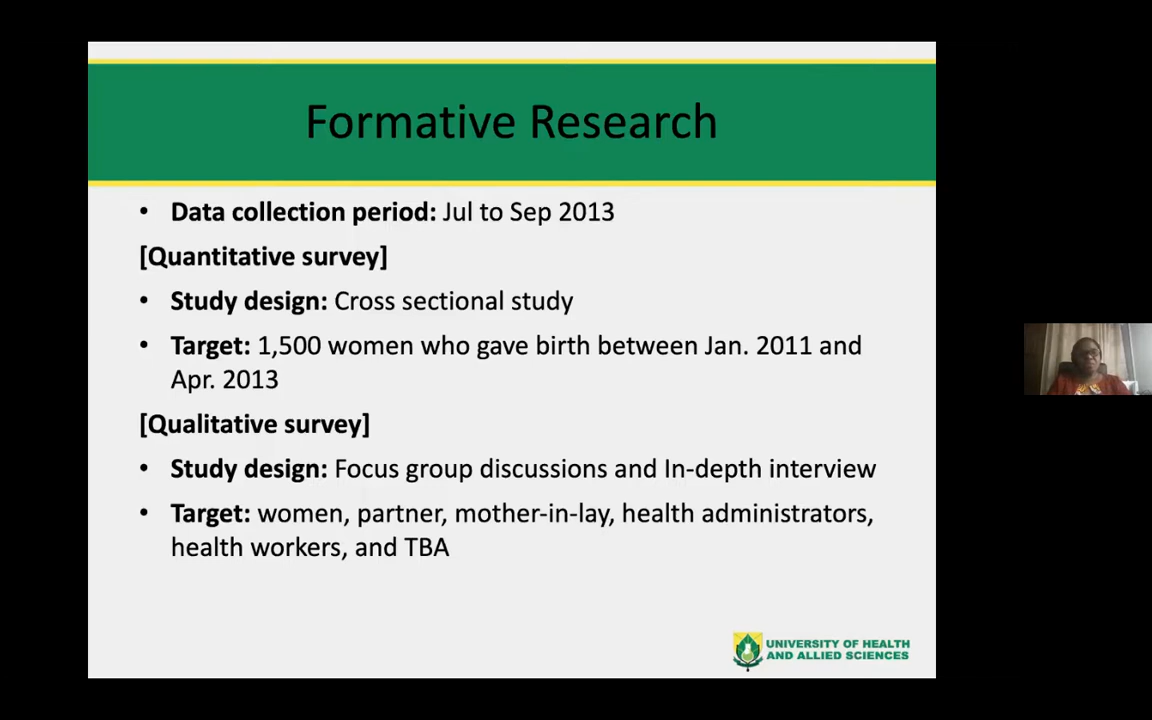 Formative Research
• Data collection period: Jul to Sep 2013
[Quantitative survey]
• Study design: Cross sectional study
• Target: 1,500 women who gave birth between Jan. 2011 and
Apr. 2013
[Qualitative survey]
• Study design: Focus group discussions and In-depth interview
• Target: women, partner, mother-in-lay, health administrators,
health workers, and TBA
UNIVERSITY OF HEALTH
AND ALLIED SCIENCES